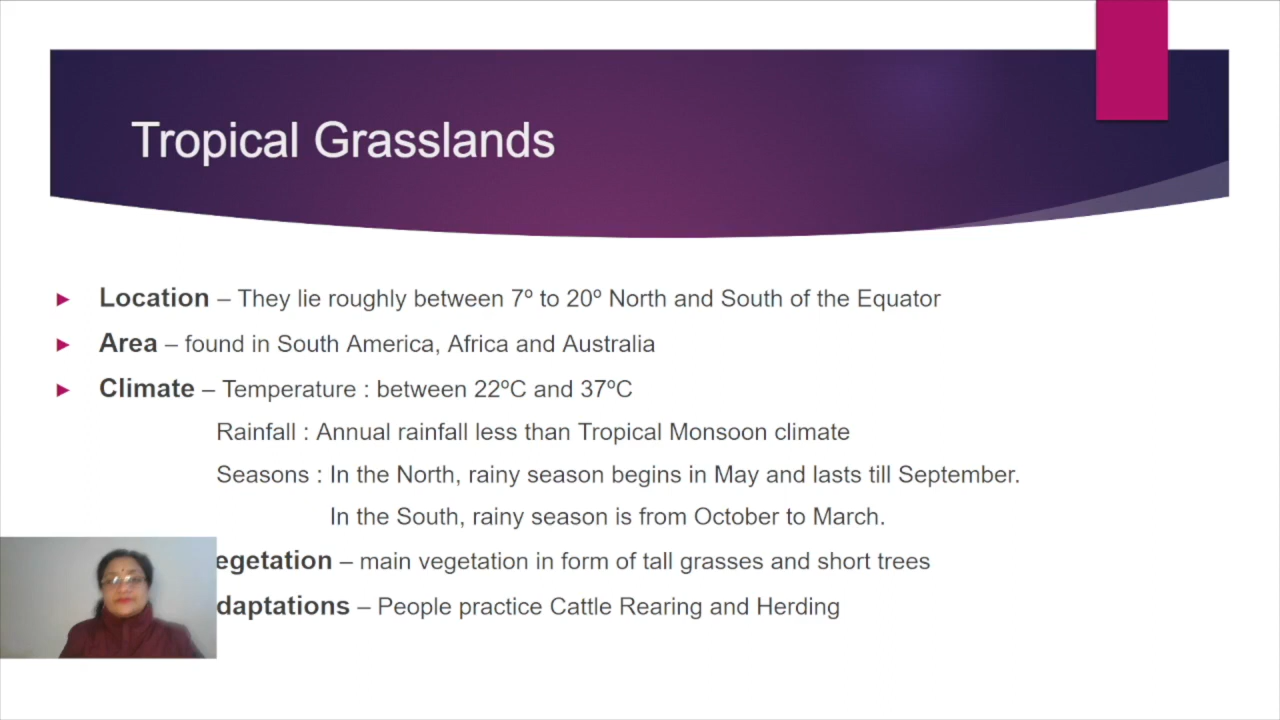 Tropical Grasslands
Location – They lie roughly between 7º to 20º North and South of the Equator
Area – found in South America, Africa and Australia
Climate – Temperature : between 22ºC and 37ºC
Rainfall : Annual rainfall less than Tropical Monsoon climate
Seasons : In the North, rainy season begins in May and lasts till September.
In the South, rainy season is from October to March.
egetation – main vegetation in form of tall grasses and short trees
daptations – People practice Cattle Rearing and Herding